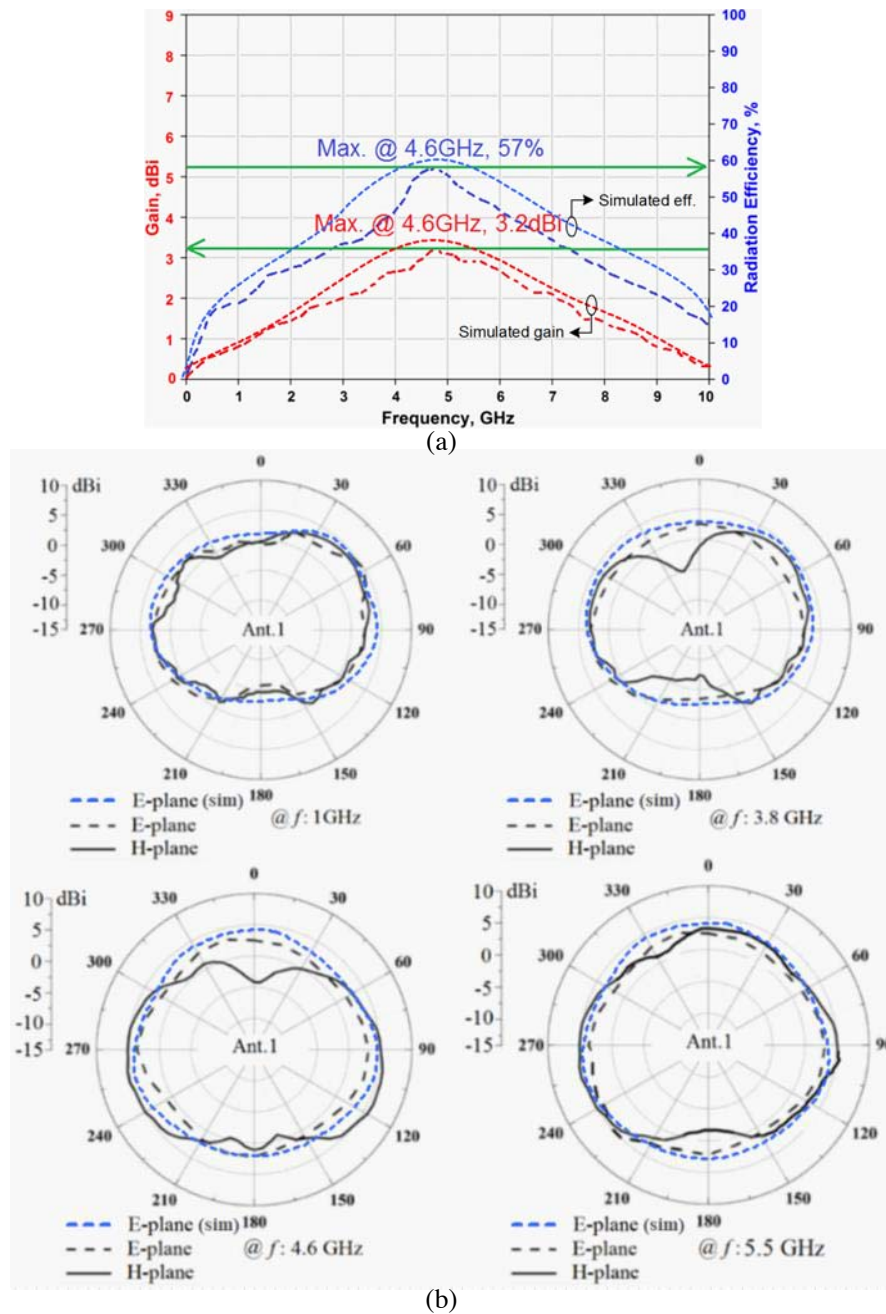 9
8
7
6
5
4
3
2
1
0
Gain, dBi
100
90
80
70
60
50
40
30
20
10
0
Radiation Efficiency, %
Max. @ 4.6GHz, 57%
Simulated eff.
Max. @ 4.6GHz, 3.2dBi
Simulated gain
0 1 2 3 4 5 6 7 8 9 10
Frequency, GHz
(a)
10 dBi
5
0
-5
-10
-15
0
330 30
300 60
270 Ant.1 90
240 120
210 150
180
E-plane (sim)
E-plane
H-plane
@ f: 1GHz
10 dBi
5
0
-5
-10
-15
0
330 30
300 60
270 Ant.1 90
240 120
210 150
180
E-plane (sim)
E-plane
H-plane
@ f: 3.8 GHz
10 dBi
5
0
-5
-10
-15
0
330 30
300 60
270 Ant.1 90
240 120
210 150
180
E-plane (sim)
E-plane
H-plane
@ f: 4.6 GHz
10 dBi
5
0
-5
-10
-15
0
330 30
300 60
270 Ant.1 90
240 120
210 150
180
E-plane (sim)
E-plane
H-plane
@ f: 5.5 GHz
(b)